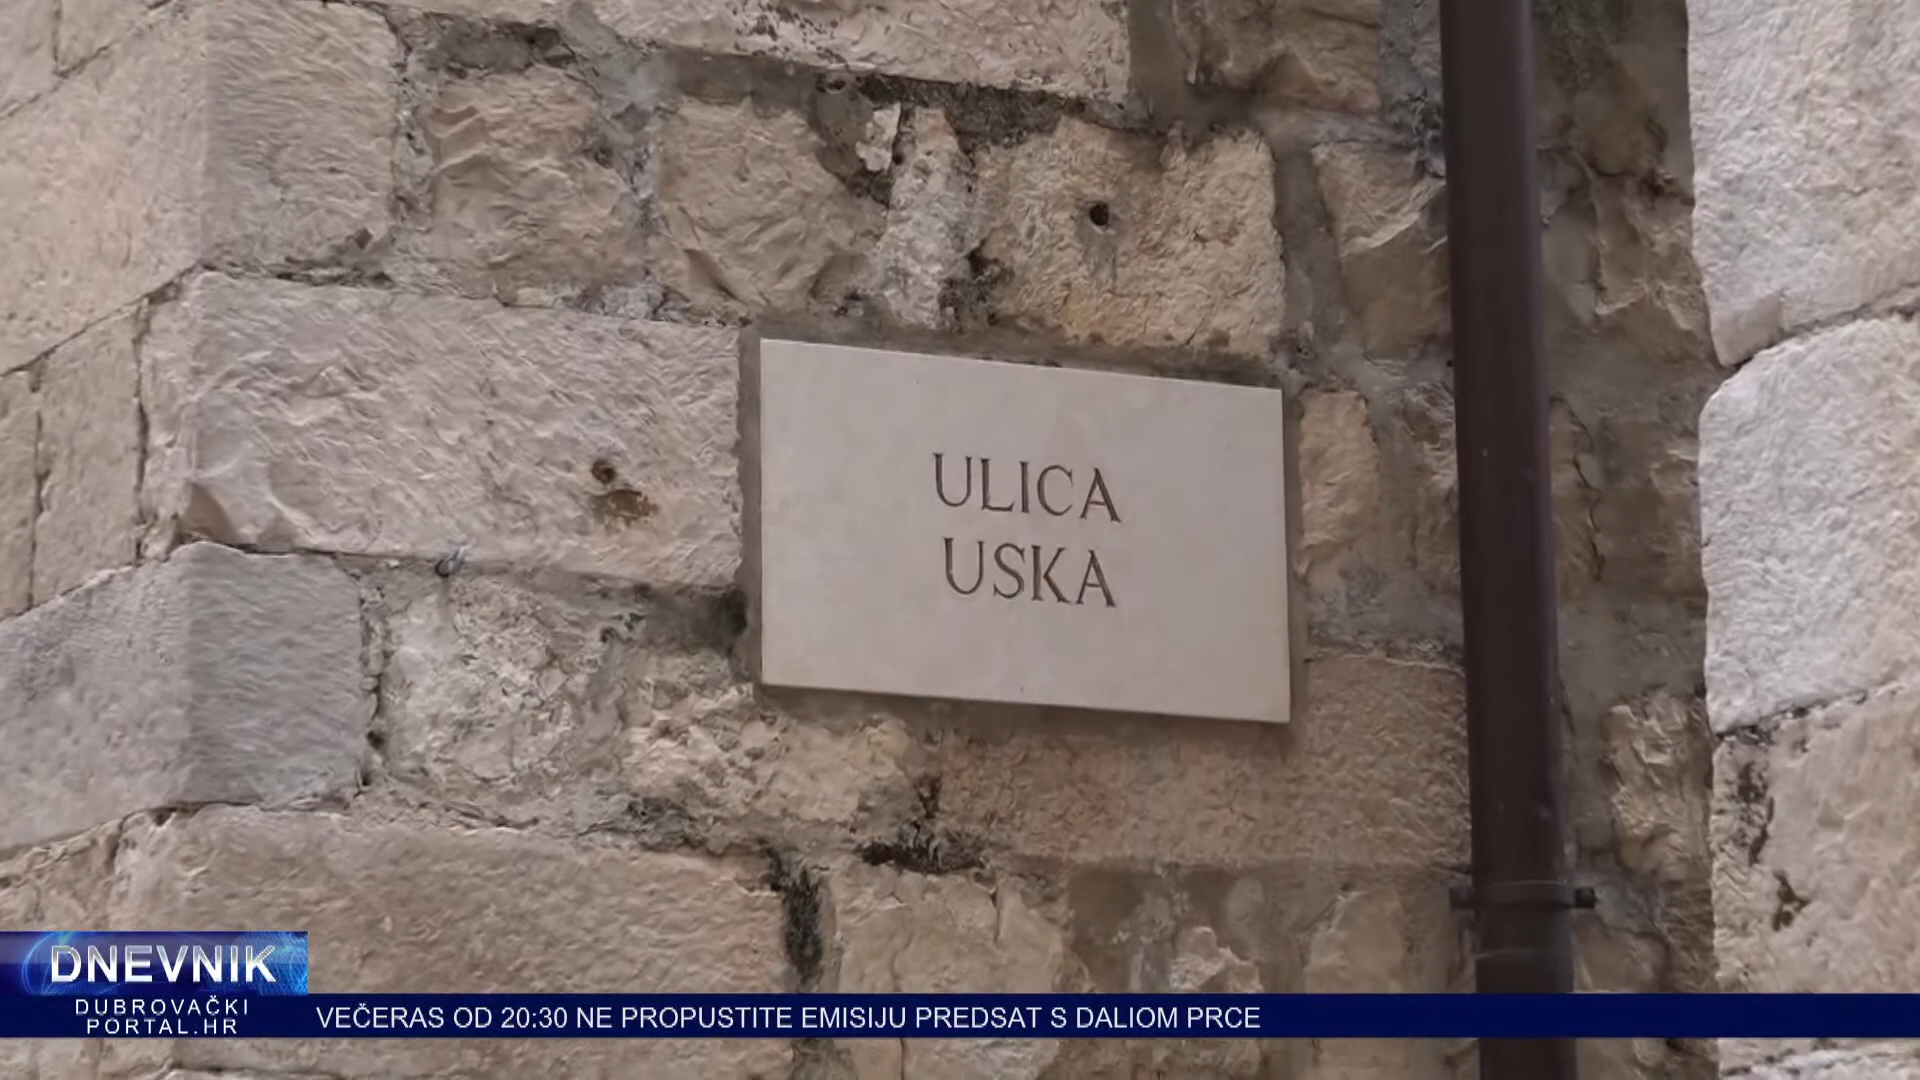 ULICA
USKA
DNEVNIK
DUBROVAČKI
PORTAL.HR
VEČERAS OD 20:30 NE PROPUSTITE EMISIJU PREDSAT S DALIOM PRCE